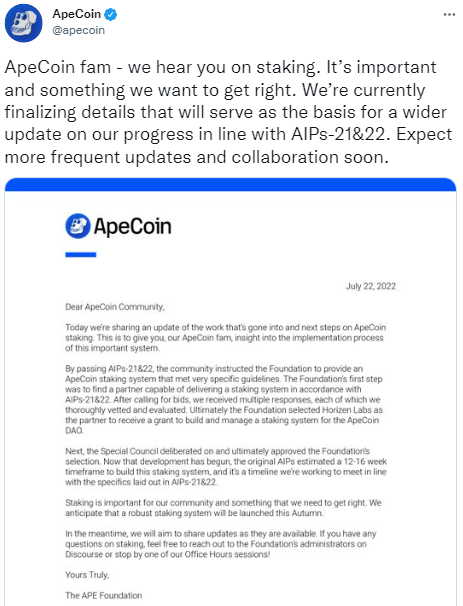 ApeCoin
@apecoin
ApeCoin fam - we hear you on staking. It’s important
and something we want to get right. We’re currently
finalizing details that will serve as the basis for a wider
update on our progress in line with AIPs-21&22. Expect
more frequent updates and collaboration soon.
ApeCoin
July 22, 2022
Dear ApeCoin Community,
Today we're sharing an update of the work that's gone into and next steps on ApeCoin
staking. This is to give you, our ApeCoin fam, insight into the implementation process
of this important system.
By passing AIPs-21&22, the community instructed the Foundation to provide an
ApeCoin staking system that met very specific guidelines. The Foundation's first step
was to find a partner capable of delivering a staking system in accordance with
AIPs-21&22. After calling for bids, we received multiple responses, each of which we
thoroughly vetted and evaluated. Ultimately the Foundation selected Horizen Labs as
the partner to receive a grant to build and manage a staking system for the ApeCoin
DAO.
Next, the Special Council deliberated on and ultimately approved the Foundation's
selection. Now that development has begun, the original AIPs estimated a 12-16 week
timeframe to build this staking system, and it's a timeline we're working to meet in line
with the specifics laid out in AIPs-21&22.
Staking is important for our community and something that we need to get right. We
anticipate that a robust staking system will be launched this Autumn.
In the meantime, we will aim to share updates as they are available. If you have any
questions on staking, feel free to reach out to the Foundation's administrators on
Discourse or stop by one of our Office Hours sessions!
Yours Truly,
The APE Foundation